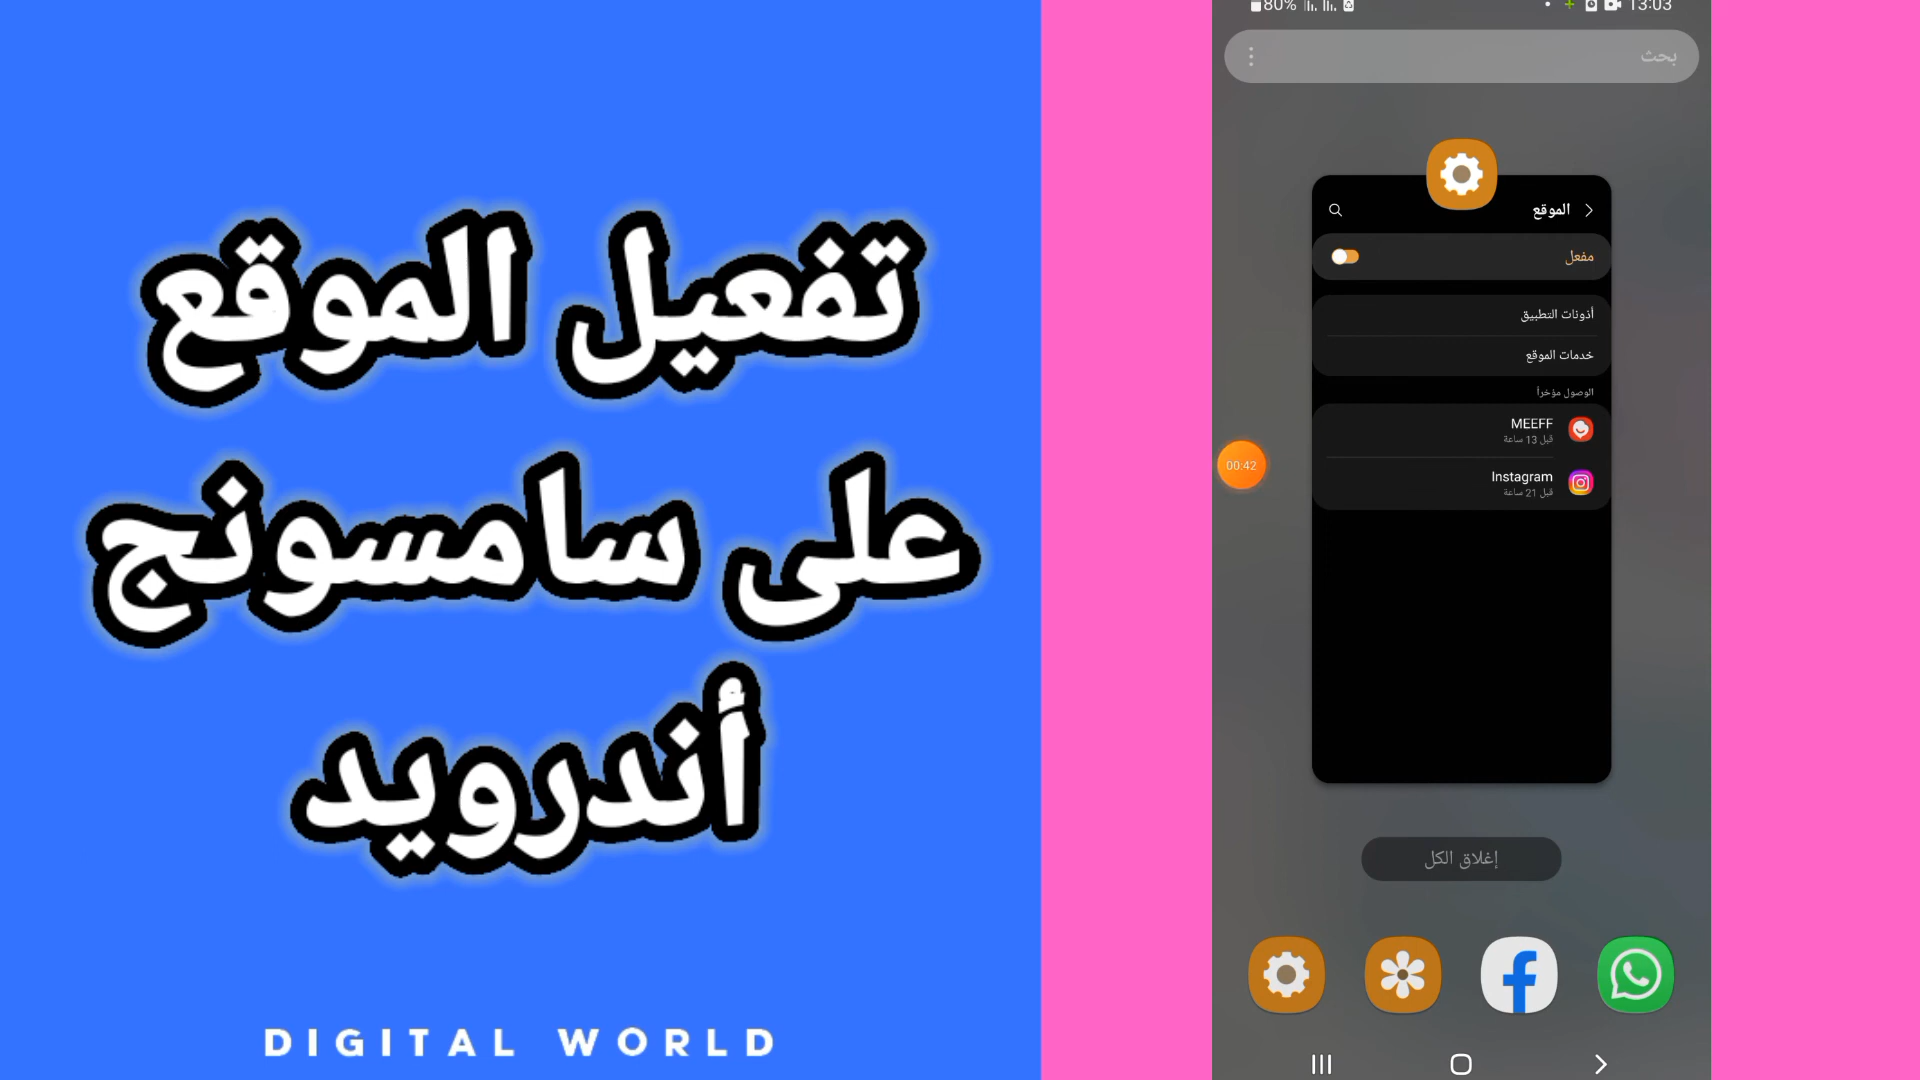 تفعيل الموقع
على سامسونج
أندرويد
DIGITAL WORLD
80%
13:03
بحث
الموقع
مفعل
أذونات التطبيق
خدمات الموقع
الوصول مؤخراً
MEEFF
قبل 13 ساعة
Instagram
قبل 21 ساعة
00:42
إغلاق الكل